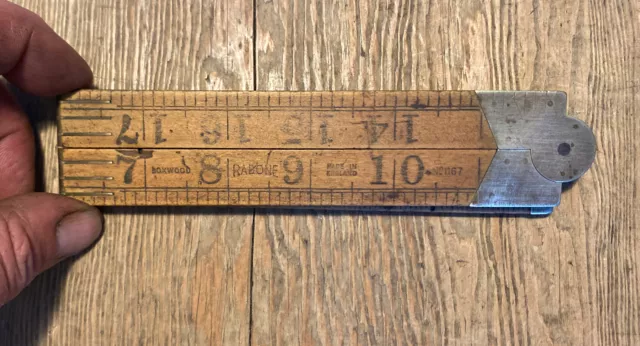 14 15 16 17
7 BOXWOOD 8 RABONE 9 MADE IN
ENGLAND 10 No 1167